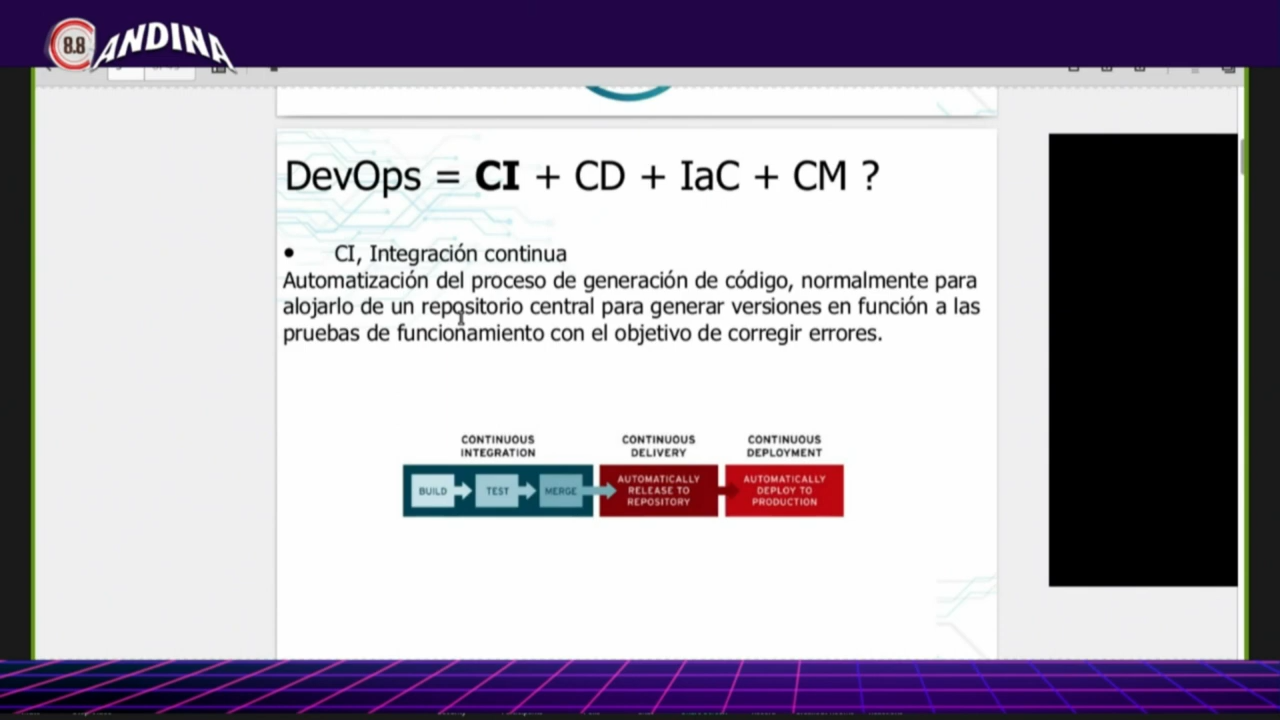 8.8 ANDINA
DevOps = CI + CD + IaC + CM ?
• CI, Integración continua
Automatización del proceso de generación de código, normalmente para
alojarlo de un repositorio central para generar versiones en función a las
pruebas de funcionamiento con el objetivo de corregir errores.
CONTINUOUS
INTEGRATION
BUILD
TEST
MERGE
CONTINUOUS
DELIVERY
AUTOMATICALLY
RELEASE TO
REPOSITORY
CONTINUOUS
DEPLOYMENT
AUTOMATICALLY
DEPLOY TO
PRODUCTION